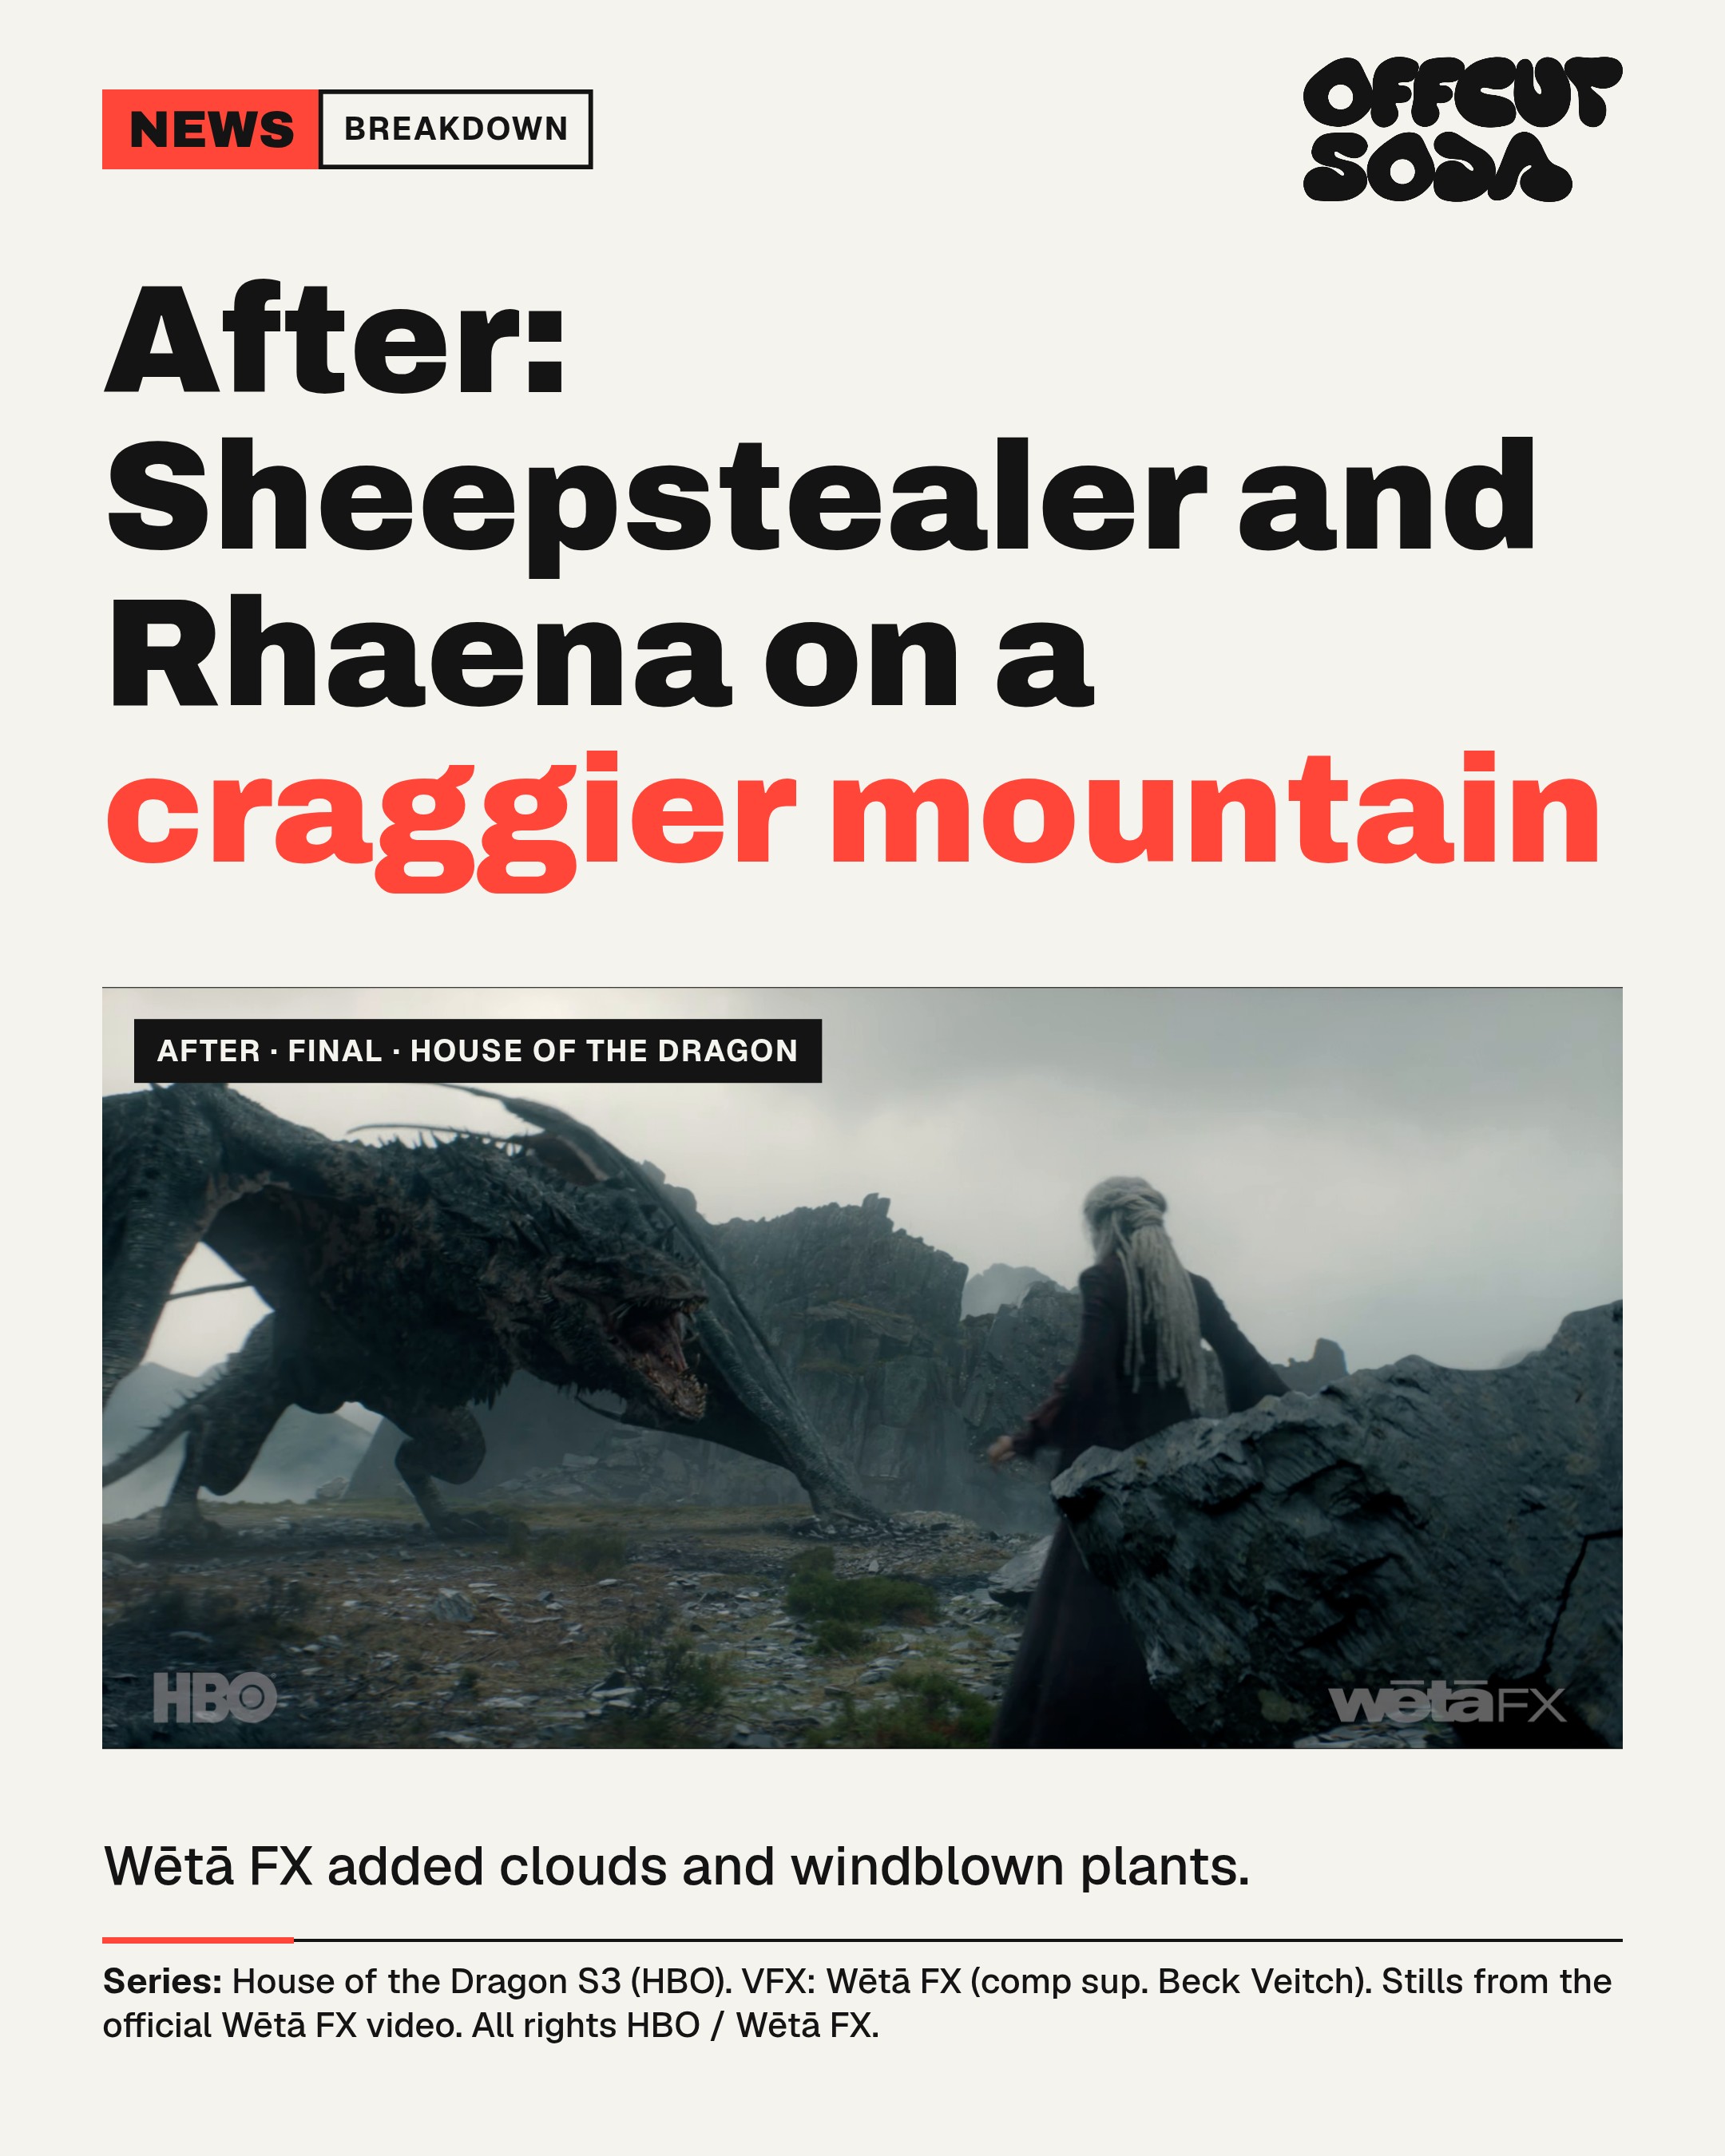 NEWS BREAKDOWN
OFFCUT
SODA
After:
Sheepstealer and
Rhaena on a
craggier mountain
AFTER · FINAL · HOUSE OF THE DRAGON
HBO
wētāFX
Wētā FX added clouds and windblown plants.
Series: House of the Dragon S3 (HBO). VFX: Wētā FX (comp sup. Beck Veitch). Stills from the
official Wētā FX video. All rights HBO / Wētā FX.